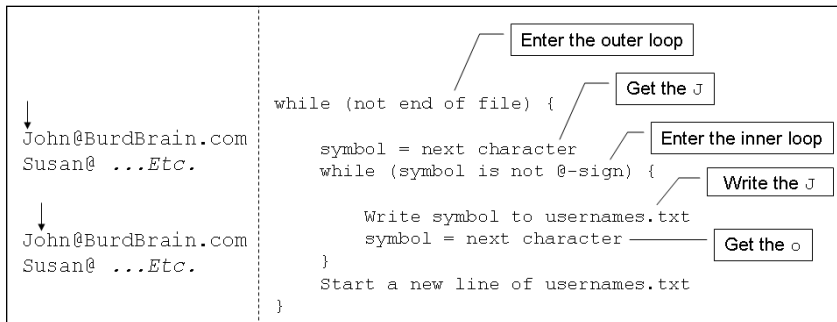 John@BurdBrain.com
Susan@ ...Etc.
John@BurdBrain.com
Susan@ ...Etc.
Enter the outer loop
while (not end of file) {
Get the J
symbol = next character
Enter the inner loop
while (symbol is not @-sign) {
Write the J
Write symbol to usernames.txt
symbol = next character
Get the o
}
Start a new line of usernames.txt
}